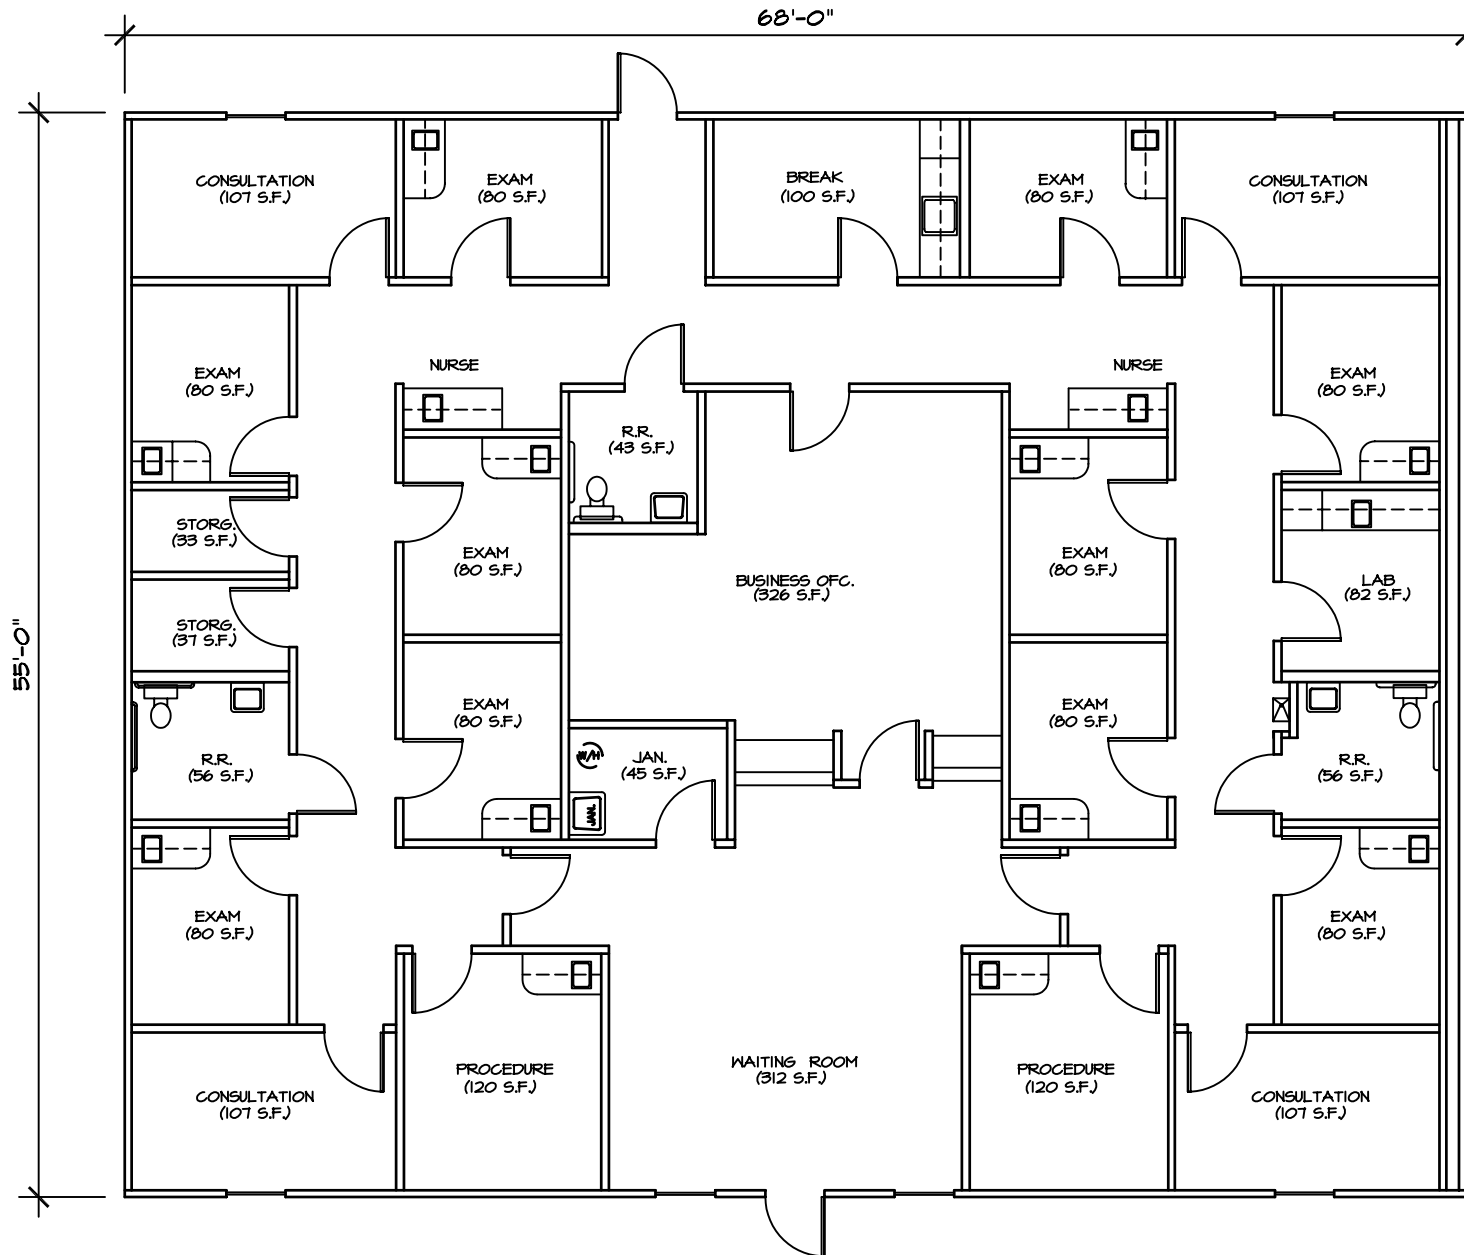 68'-0"
CONSULTATION
(107 S.F.)
EXAM
(80 S.F.)
BREAK
(100 S.F.)
EXAM
(80 S.F.)
CONSULTATION
(107 S.F.)
NURSE
NURSE
EXAM
(80 S.F.)
EXAM
(80 S.F.)
R.R.
(43 S.F.)
STORG.
(33 S.F.)
EXAM
(80 S.F.)
BUSINESS OFC.
(326 S.F.)
EXAM
(80 S.F.)
LAB
(82 S.F.)
STORG.
(37 S.F.)
55'-0"
EXAM
(80 S.F.)
EXAM
(80 S.F.)
R.R.
(56 S.F.)
W/H
JAN.
(45 S.F.)
R.R.
(56 S.F.)
JAN.
EXAM
(80 S.F.)
EXAM
(80 S.F.)
PROCEDURE
(120 S.F.)
WAITING ROOM
(312 S.F.)
PROCEDURE
(120 S.F.)
CONSULTATION
(107 S.F.)
CONSULTATION
(107 S.F.)